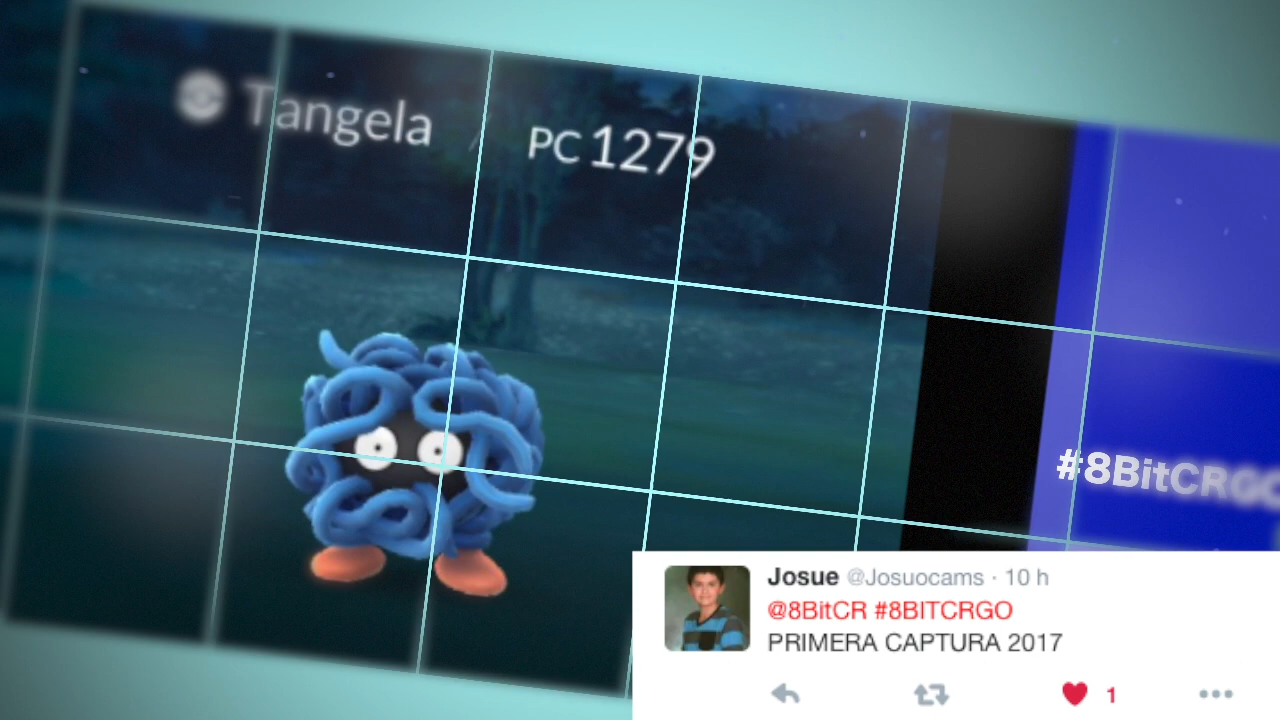 Tangela
PC 1279
#8BitCRGO
Josue @Josuocams · 10 h
@8BitCR #8BITCRGO
PRIMERA CAPTURA 2017
1